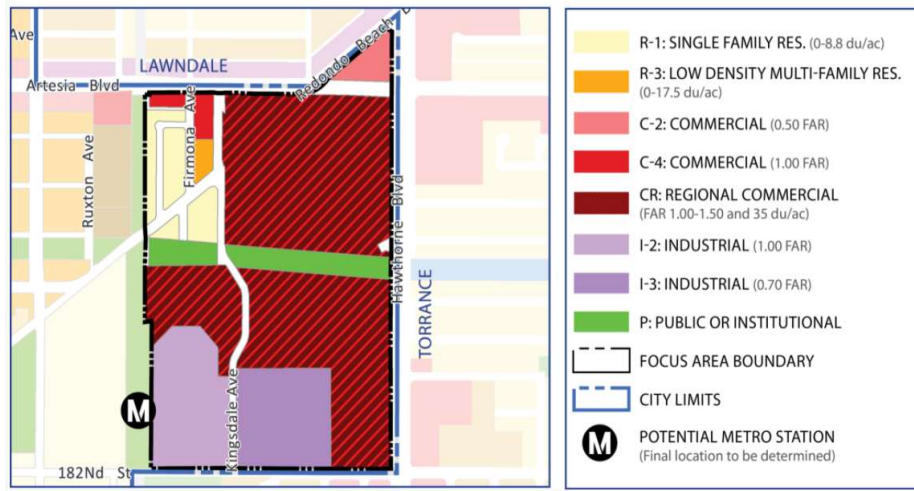 Ave
LAWNDALE
Redondo Beach B
Artesia Blvd
Ruxton Ave
Firmona Ave
Hawthorne Blvd
TORRANCE
M
Kingsdale Ave
182Nd St
R-1: SINGLE FAMILY RES. (0-8.8 du/ac)
R-3: LOW DENSITY MULTI-FAMILY RES.
(0-17.5 du/ac)
C-2: COMMERCIAL (0.50 FAR)
C-4: COMMERCIAL (1.00 FAR)
CR: REGIONAL COMMERCIAL
(FAR 1.00-1.50 and 35 du/ac)
I-2: INDUSTRIAL (1.00 FAR)
I-3: INDUSTRIAL (0.70 FAR)
P: PUBLIC OR INSTITUTIONAL
FOCUS AREA BOUNDARY
CITY LIMITS
M
POTENTIAL METRO STATION
(Final location to be determined)